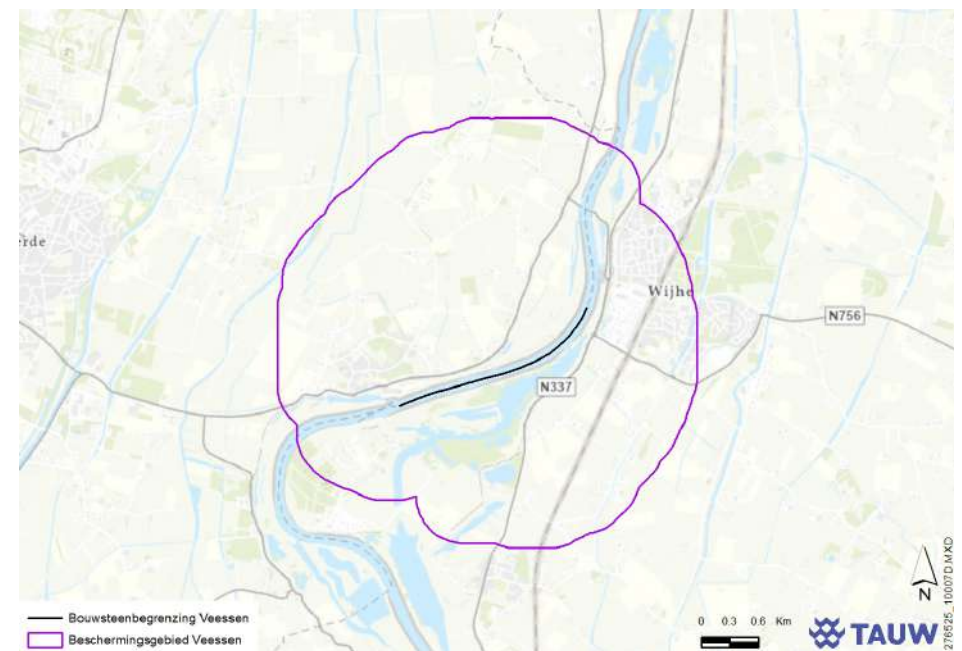 erde
Wijhe
N756
N337
N
Bouwsteenbegrenzing Veessen
Beschermingsgebied Veessen
0 0.3 0.6 Km
TAUW
276525_10007D.MXD